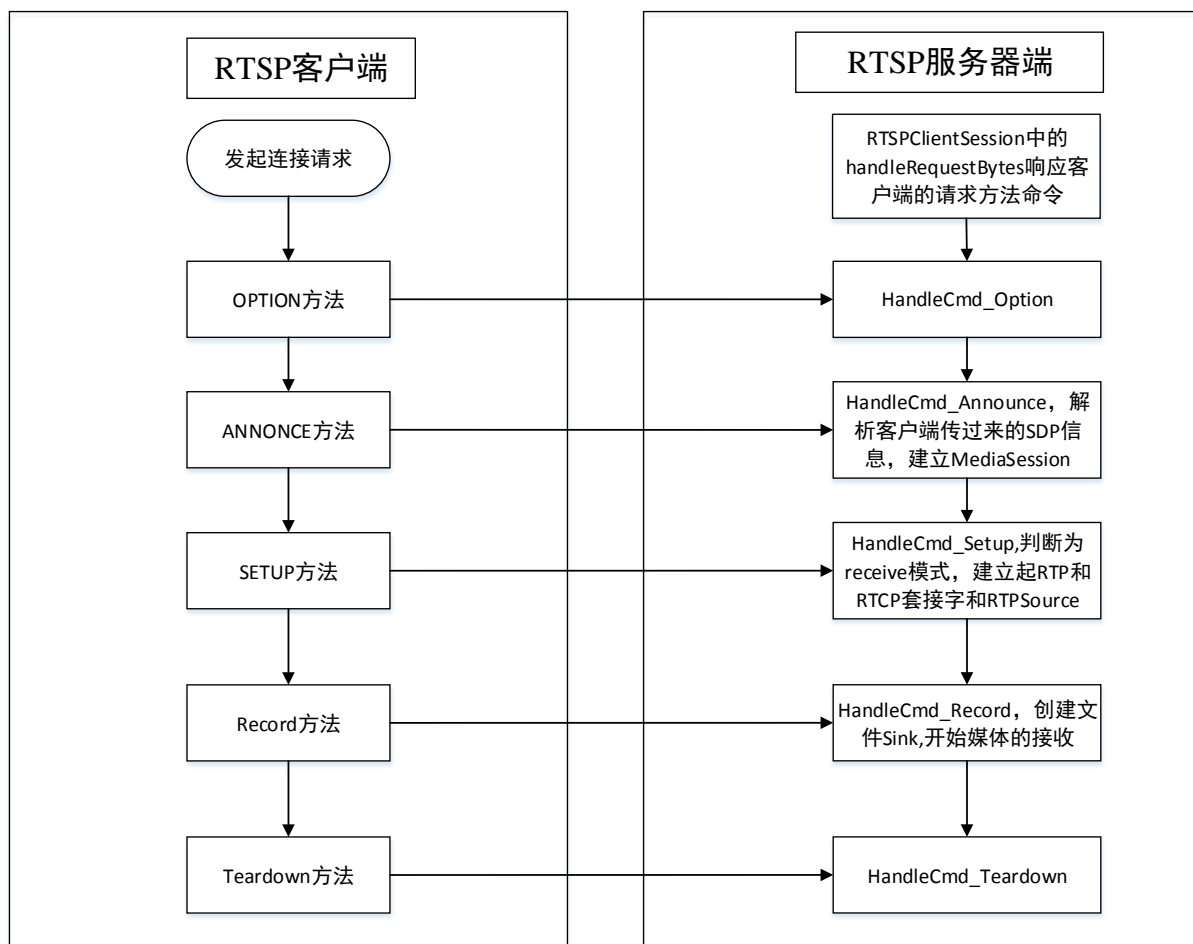 RTSP客户端
发起连接请求
OPTION方法
ANNONCE方法
SETUP方法
Record方法
Teardown方法
RTSP服务器端
RTSPClientSession中的
handleRequestBytes响应客
户端的请求方法命令
HandleCmd_Option
HandleCmd_Announce，解
析客户端传过来的SDP信
息，建立MediaSession
HandleCmd_Setup,判断为
receive模式，建立起RTP和
RTCP套接字和RTPSource
HandleCmd_Record，创建文
件Sink,开始媒体的接收
HandleCmd_Teardown